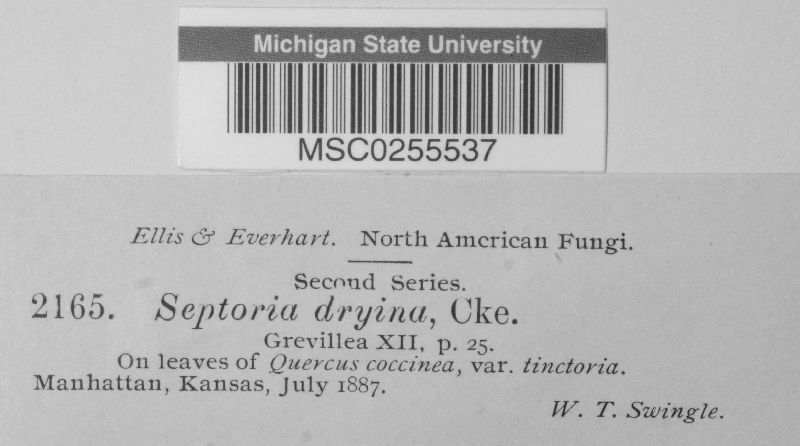 Michigan State University
MSC0255537
Ellis & Everhart. North American Fungi.
Second Series.
2165. Septoria dryina, Cke.
Grevillea XII, p. 25.
On leaves of Quercus coccinea, var. tinctoria.
Manhattan, Kansas, July 1887.
W. T. Swingle.